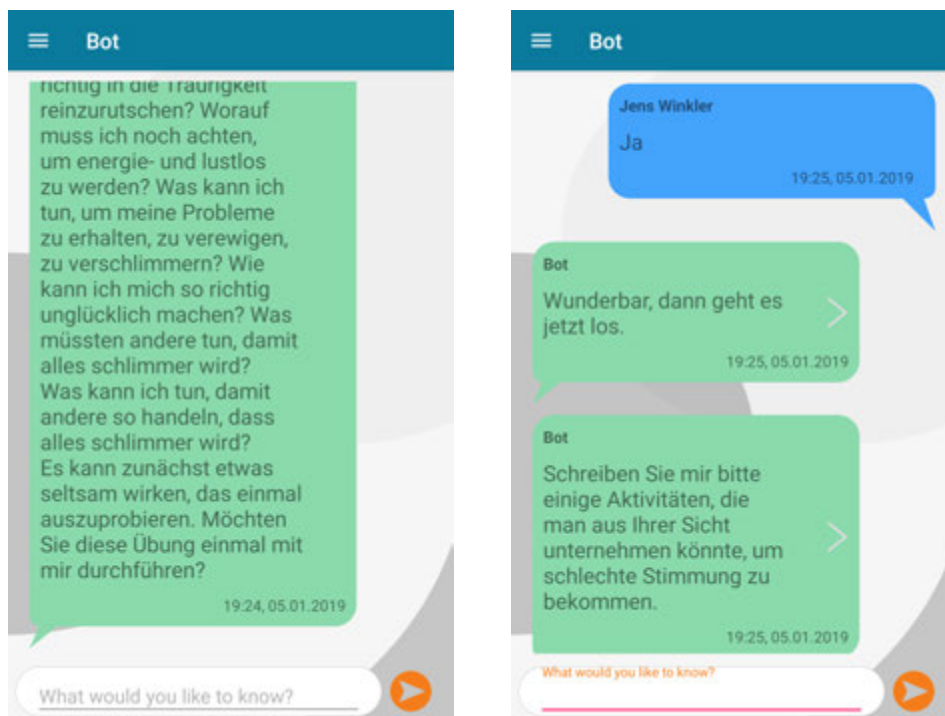 Bot
richtig in die Traurigkeit
reinzurutschen? Worauf
muss ich noch achten,
um energie- und lustlos
zu werden? Was kann ich
tun, um meine Probleme
zu erhalten, zu verewigen,
zu verschlimmern? Wie
kann ich mich so richtig
unglücklich machen? Was
müssten andere tun, damit
alles schlimmer wird?
Was kann ich tun, damit
andere so handeln, dass
alles schlimmer wird?
Es kann zunächst etwas
seltsam wirken, das einmal
auszuprobieren. Möchten
Sie diese Übung einmal mit
mir durchführen?
19:24, 05.01.2019
What would you like to know?
Bot
Jens Winkler
Ja
19:25, 05.01.2019
Bot
Wunderbar, dann geht es
jetzt los.
19:25, 05.01.2019
Bot
Schreiben Sie mir bitte
einige Aktivitäten, die
man aus Ihrer Sicht
unternehmen könnte, um
schlechte Stimmung zu
bekommen.
19:25, 05.01.2019
What would you like to know?